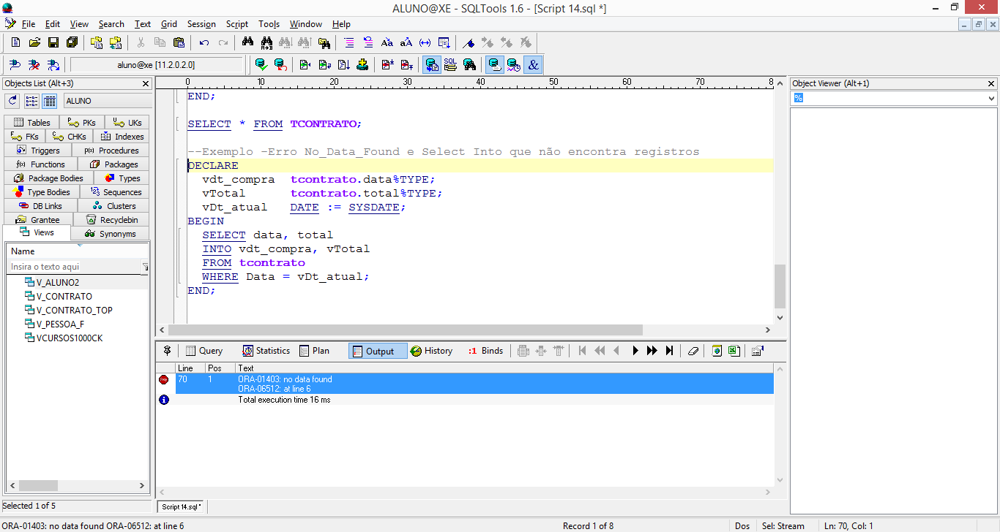 ALUNO@XE - SQLTools 1.6 - [Script 14.sql *]
File Edit View Search Text Grid Session Script Tools Window Help
aluno@xe [11.2.0.2.0]
SQL
&
Objects List (Alt+3)
ALUNO
Tables PKs UKs
FKs CHKs Indexes
Triggers Procedures
Functions Packages
Package Bodies Types
Type Bodies Sequences
DB Links Clusters
Grantee Recyclebin
Views Synonyms
Name
Insira o texto aqui
V_ALUNO2
V_CONTRATO
V_CONTRATO_TOP
V_PESSOA_F
VCURSOS1000CK
Selected 1 of 5
0 10 20 30 40 50 60 70 8
END;
SELECT * FROM TCONTRATO;
--Exemplo -Erro No_Data_Found e Select Into que não encontra registros
DECLARE
vdt_compra tcontrato.data%TYPE;
vTotal tcontrato.total%TYPE;
vDt_atual DATE := SYSDATE;
BEGIN
SELECT data, total
INTO vdt_compra, vTotal
FROM tcontrato
WHERE Data = vDt_atual;
END;
Query Statistics Plan Output History :1 Binds
Line Pos Text
70 1 ORA-01403: no data found
ORA-06512: at line 6
Total execution time 16 ms
Script 14.sql*
Object Viewer (Alt+1)
%
ORA-01403: no data found ORA-06512: at line 6 Record 1 of 8 Dos Sel: Stream Ln: 70, Col: 1